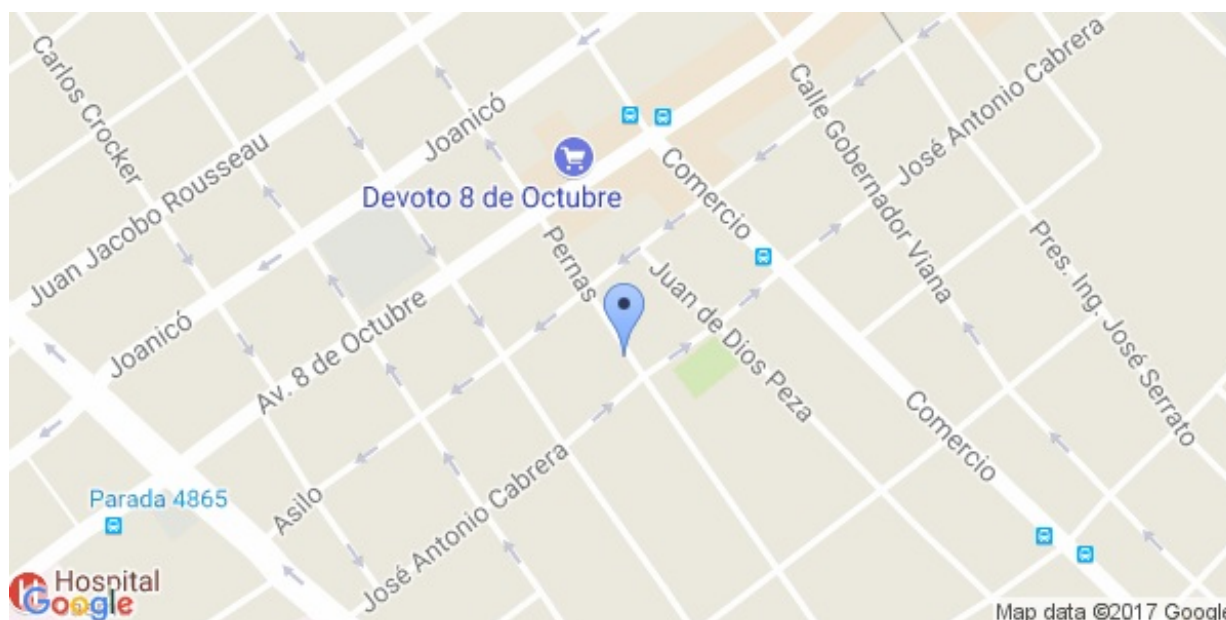 Carlos Crocker
Juan Jacobo Rousseau
Joanicó
Joanicó
Devoto 8 de Octubre
Av. 8 de Octubre
Pernas
Comercio
Calle Gobernador Viana
José Antonio Cabrera
Juan de Dios Peza
Pres. Ing. José Serrato
Comercio
Parada 4865
Asilo
José Antonio Cabrera
Hospital
Google
Map data ©2017 Google